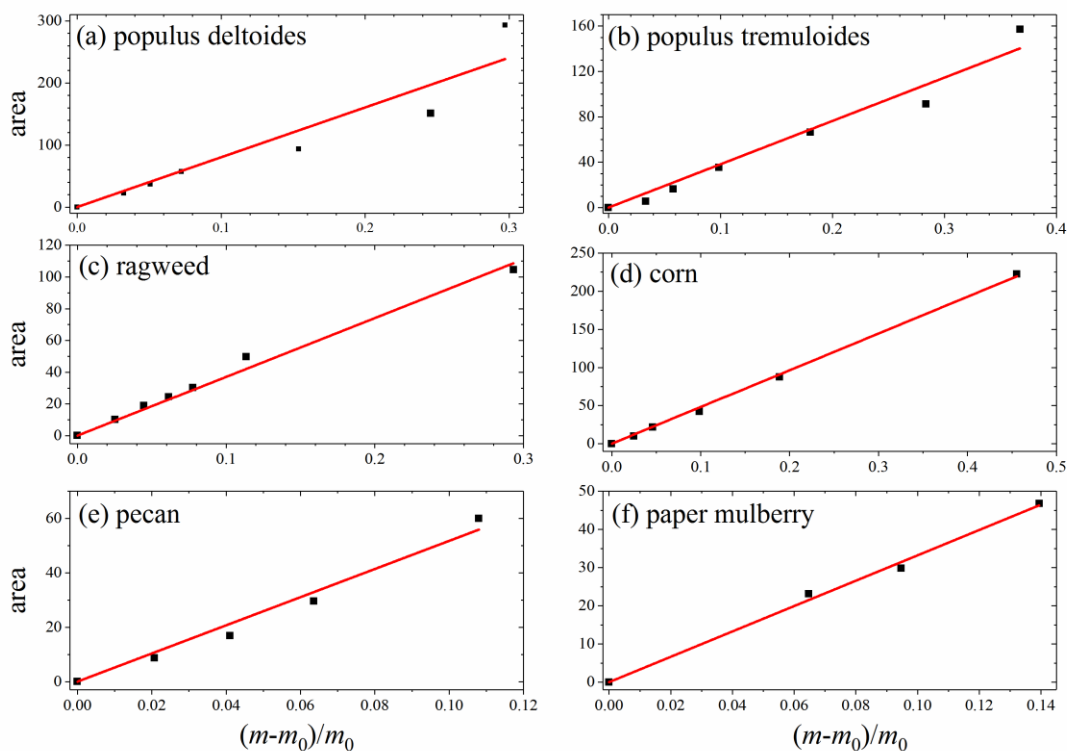 (a) populus deltoides
area
300
200
100
0
0.0 0.1 0.2 0.3
(b) populus tremuloides
160
120
80
40
0
0.0 0.1 0.2 0.3 0.4
(c) ragweed
area
120
100
80
60
40
20
0
0.0 0.1 0.2 0.3
(d) corn
250
200
150
100
50
0
0.0 0.1 0.2 0.3 0.4 0.5
(e) pecan
area
60
40
20
0
0.00 0.02 0.04 0.06 0.08 0.10 0.12
(m-m0)/m0
(f) paper mulberry
50
40
30
20
10
0
0.00 0.02 0.04 0.06 0.08 0.10 0.12 0.14
(m-m0)/m0